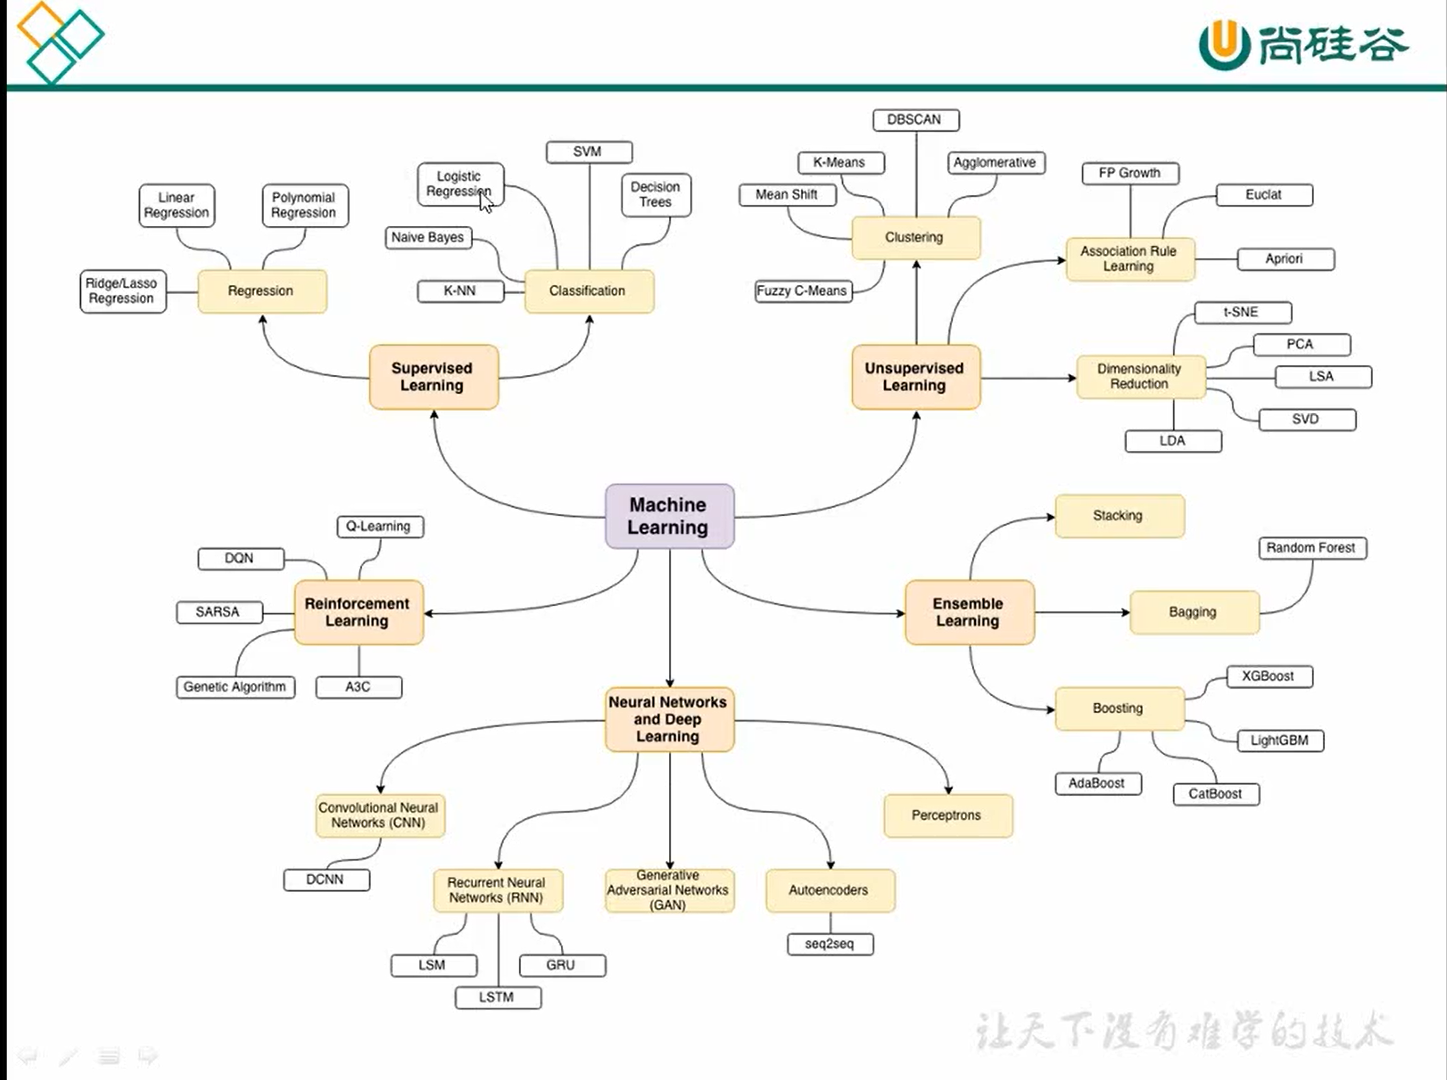 尚硅谷
DBSCAN
SVM
K-Means
Agglomerative
Logistic
Regression
FP Growth
Linear
Regression
Polynomial
Regression
Decision
Trees
Mean Shift
Euclat
Naive Bayes
Clustering
Association Rule
Learning
Apriori
Ridge/Lasso
Regression
Regression
K-NN
Classification
Fuzzy C-Means
t-SNE
PCA
Supervised
Learning
Unsupervised
Learning
Dimensionality
Reduction
LSA
SVD
LDA
Machine
Learning
Stacking
Q-Learning
DQN
Random Forest
SARSA
Reinforcement
Learning
Ensemble
Learning
Bagging
Genetic Algorithm
A3C
XGBoost
Neural Networks
and Deep
Learning
Boosting
LightGBM
AdaBoost
CatBoost
Convolutional Neural
Networks (CNN)
Perceptrons
DCNN
Recurrent Neural
Networks (RNN)
Generative
Adversarial Networks
(GAN)
Autoencoders
seq2seq
LSM
GRU
LSTM
让天下没有难学的技术